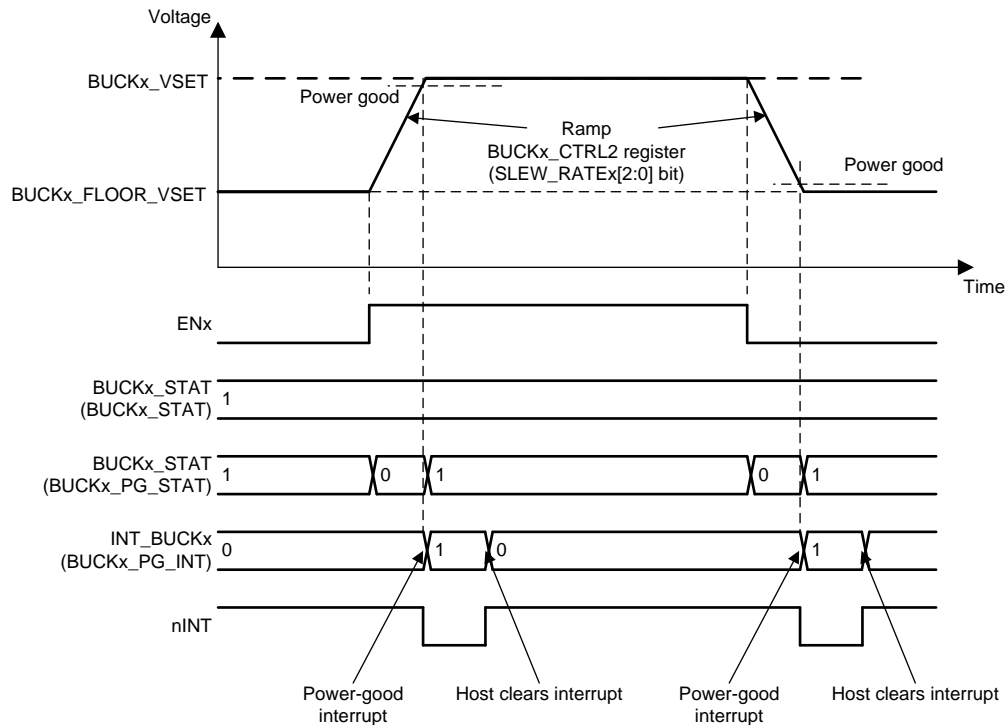 Voltage
BUCKx_VSET
Power good
Ramp
BUCKx_CTRL2 register
(SLEW_RATEx[2:0] bit)
Power good
BUCKx_FLOOR_VSET
Time
ENx
BUCKx_STAT
(BUCKx_STAT)
1
BUCKx_STAT
(BUCKx_PG_STAT)
1 0 1 0 1
INT_BUCKx
(BUCKx_PG_INT)
0 1 0 1
nINT
Power-good
interrupt
Host clears interrupt
Power-good
interrupt
Host clears interrupt